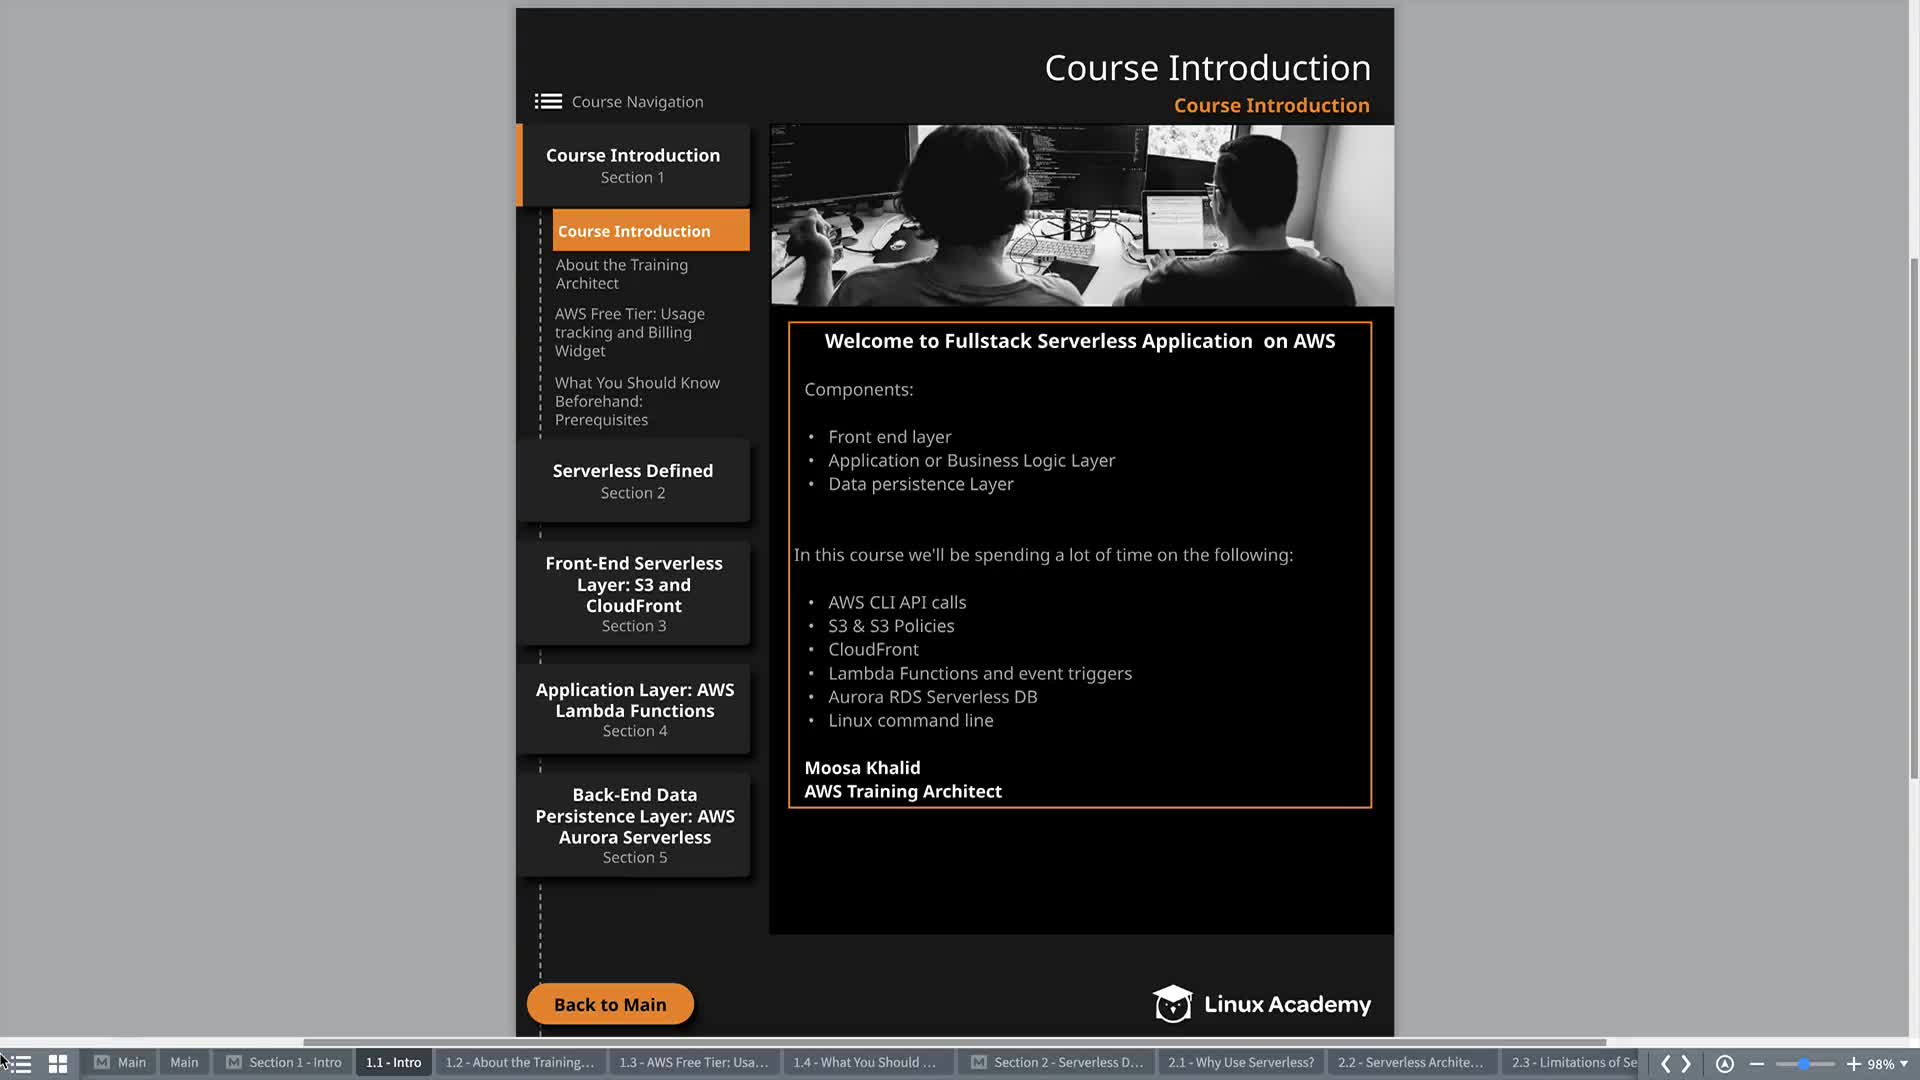 Course Introduction
Course Introduction
Course Navigation
Course Introduction
Section 1
Course Introduction
About the Training
Architect
AWS Free Tier: Usage
tracking and Billing
Widget
What You Should Know
Beforehand:
Prerequisites
Serverless Defined
Section 2
Front-End Serverless
Layer: S3 and
CloudFront
Section 3
Application Layer: AWS
Lambda Functions
Section 4
Back-End Data
Persistence Layer: AWS
Aurora Serverless
Section 5
Back to Main
Welcome to Fullstack Serverless Application on AWS
Components:
• Front end layer
• Application or Business Logic Layer
• Data persistence Layer
In this course we'll be spending a lot of time on the following:
• AWS CLI API calls
• S3 & S3 Policies
• CloudFront
• Lambda Functions and event triggers
• Aurora RDS Serverless DB
• Linux command line
Moosa Khalid
AWS Training Architect
Linux Academy
M Main
Main
M Section 1 - Intro
1.1 - Intro
1.2 - About the Training...
1.3 - AWS Free Tier: Usa...
1.4 - What You Should ...
M Section 2 - Serverless D...
2.1 - Why Use Serverless?
2.2 - Serverless Archite...
2.3 - Limitations of Se
98%